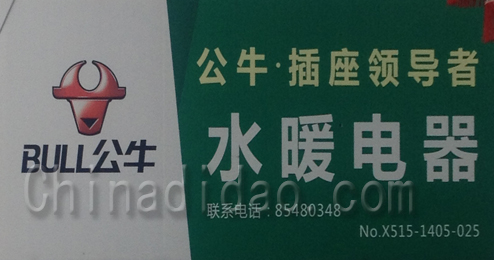 BULL公牛
公牛·插座领导者
水暖电器
联系电话：85480348
No.X515-1405-025
Chinadidao.com